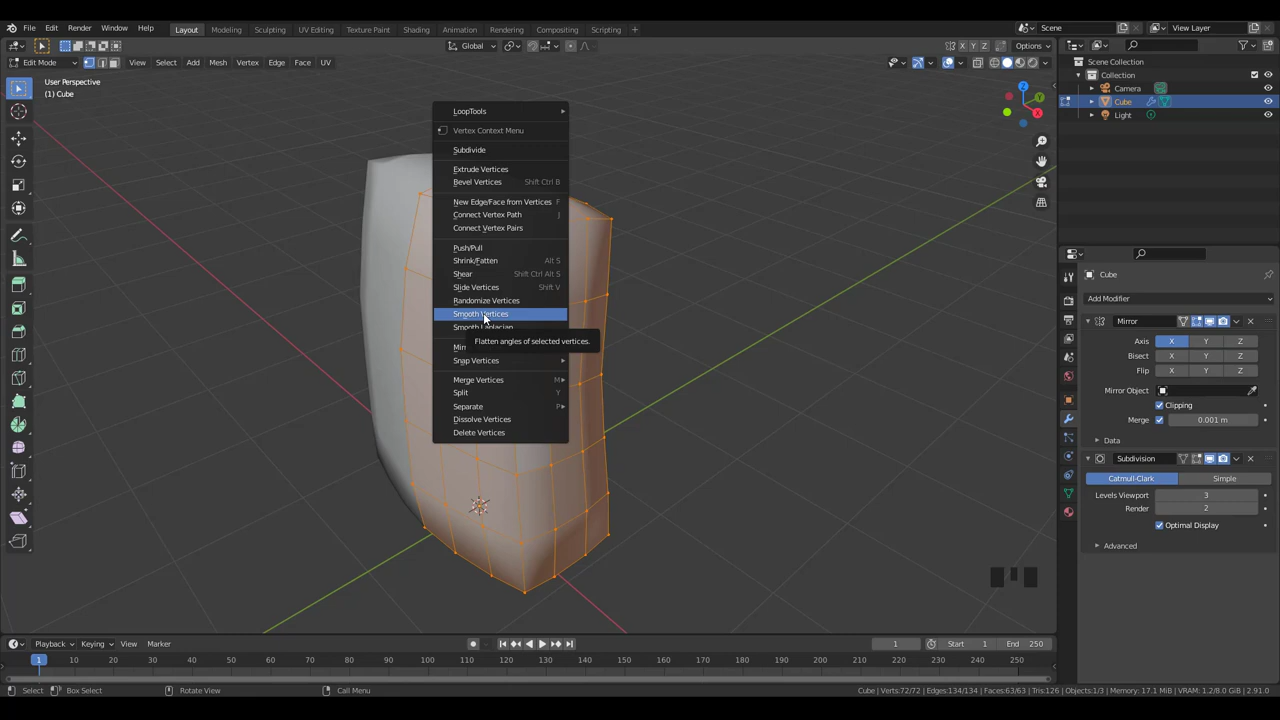 File Edit Render Window Help Layout Modeling Sculpting UV Editing Texture Paint Shading Animation Rendering Compositing Scripting + Scene View Layer
Global Options
Edit Mode View Select Add Mesh Vertex Edge Face UV
X Y Z
User Perspective
(1) Cube
LoopTools
Vertex Context Menu
Subdivide
Extrude Vertices
Bevel Vertices Shift Ctrl B
New Edge/Face from Vertices F
Connect Vertex Path J
Connect Vertex Pairs
Push/Pull
Shrink/Fatten Alt S
Shear Shift Ctrl Alt S
Slide Vertices Shift V
Randomize Vertices
Smooth Vertices
Smooth Laplacian
Flatten angles of selected vertices.
Snap Vertices
Merge Vertices M
Split Y
Separate P
Dissolve Vertices
Delete Vertices
Z
Y
Scene Collection
Collection
Camera
Cube
Light
Cube
Add Modifier
Mirror
Axis X Y Z
Bisect X Y Z
Flip X Y Z
Mirror Object
Clipping
Merge 0.001 m
Data
Subdivision
Catmull-Clark Simple
Levels Viewport 3
Render 2
Optimal Display
Advanced
Playback Keying View Marker 1 Start 1 End 250
1 10 20 30 40 50 60 70 80 90 100 110 120 130 140 150 160 170 180 190 200 210 220 230 240 250
Select Box Select Rotate View Call Menu Cube | Verts:72/72 | Edges:134/134 | Faces:63/63 | Tris:126 | Objects:1/3 | Memory: 17.1 MiB | VRAM: 1.2/8.0 GiB | 2.91.0